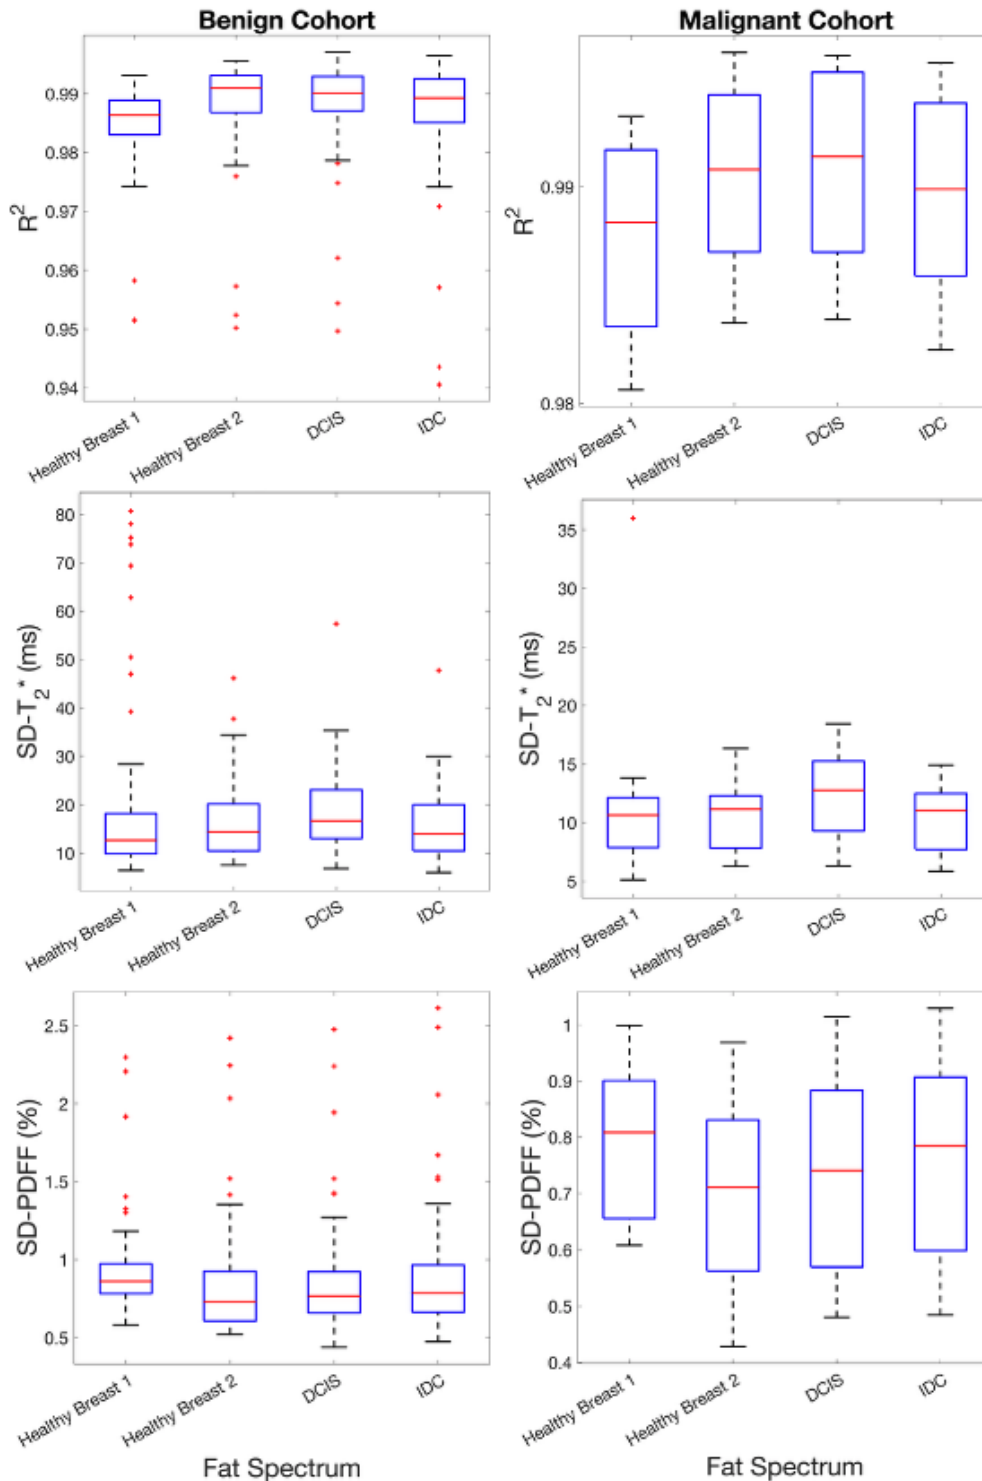 Benign Cohort
Malignant Cohort
R²
0.99
0.98
0.97
0.96
0.95
0.94
Healthy Breast 1
Healthy Breast 2
DCIS
IDC
R²
0.99
0.98
Healthy Breast 1
Healthy Breast 2
DCIS
IDC
SD-T₂* (ms)
80
70
60
50
40
30
20
10
Healthy Breast 1
Healthy Breast 2
DCIS
IDC
SD-T₂* (ms)
35
30
25
20
15
10
5
Healthy Breast 1
Healthy Breast 2
DCIS
IDC
SD-PDFF (%)
2.5
2
1.5
1
0.5
Healthy Breast 1
Healthy Breast 2
DCIS
IDC
Fat Spectrum
SD-PDFF (%)
1
0.9
0.8
0.7
0.6
0.5
0.4
Healthy Breast 1
Healthy Breast 2
DCIS
IDC
Fat Spectrum